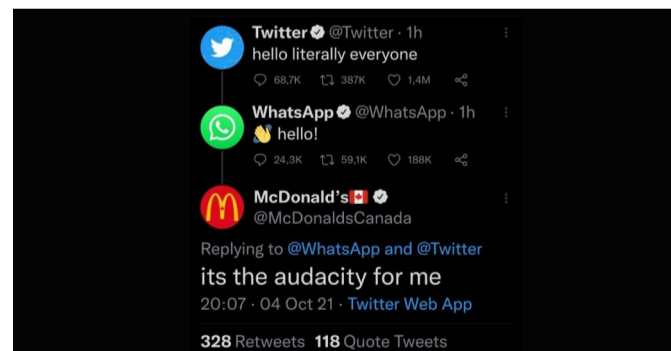 Twitter @Twitter · 1h
hello literally everyone
68,7K 387K 1,4M
WhatsApp @WhatsApp · 1h
👋 hello!
24,3K 59,1K 188K
McDonald's🇨🇦
@McDonaldsCanada
Replying to @WhatsApp and @Twitter
its the audacity for me
20:07 · 04 Oct 21 · Twitter Web App
328 Retweets 118 Quote Tweets